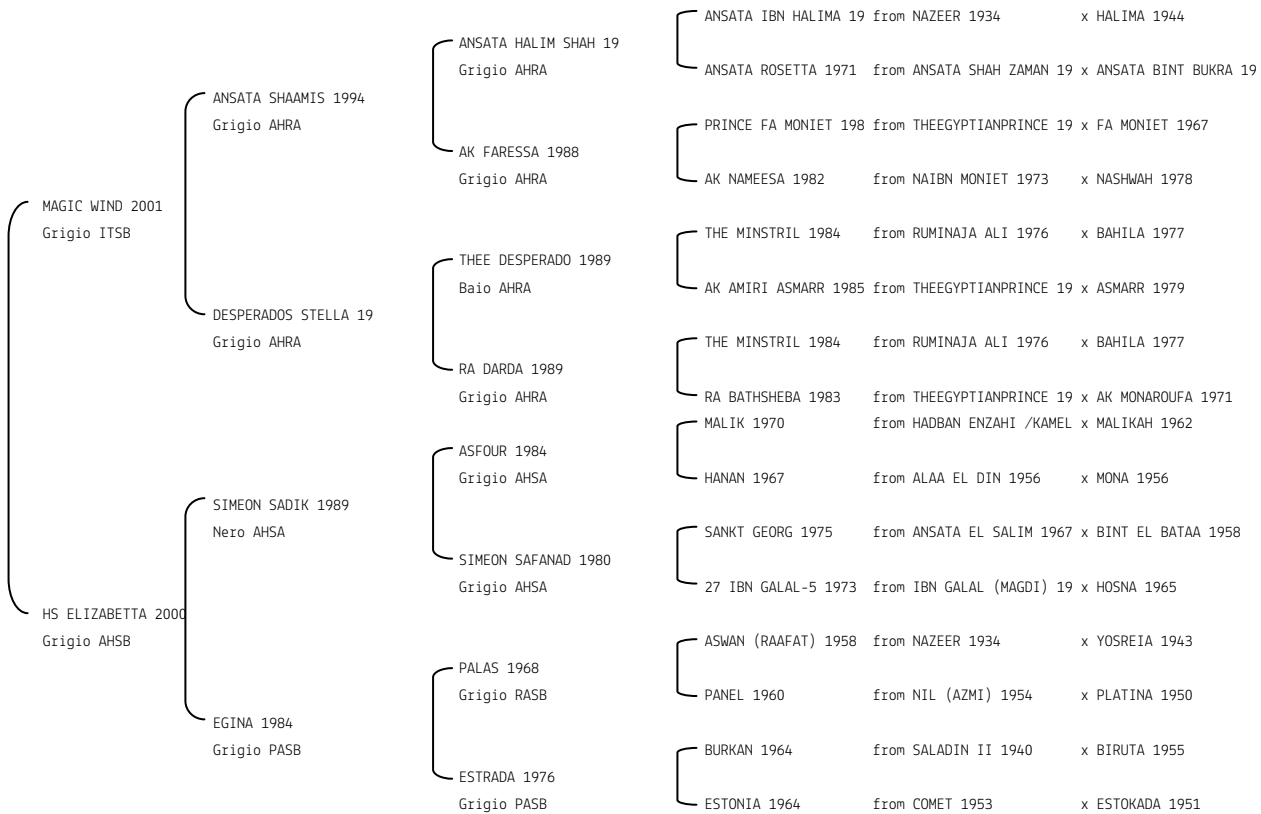 ANSATA IBN HALIMA 19 from NAZEER 1934 x HALIMA 1944
ANSATA HALIM SHAH 19
Grigio AHRA
ANSATA ROSETTA 1971 from ANSATA SHAH ZAMAN 19 x ANSATA BINT BUKRA 19
ANSATA SHAAMIS 1994
Grigio AHRA
PRINCE FA MONIET 198 from THEEGYPTIANPRINCE 19 x FA MONIET 1967
AK FARESSA 1988
Grigio AHRA
AK NAMEESA 1982 from NAIBN MONIET 1973 x NASHWAH 1978
MAGIC WIND 2001
Grigio ITSB
THE MINSTRIL 1984 from RUMINAJA ALI 1976 x BAHILA 1977
THEE DESPERADO 1989
Baio AHRA
AK AMIRI ASMARR 1985 from THEEGYPTIANPRINCE 19 x ASMARR 1979
DESPERADOS STELLA 19
Grigio AHRA
THE MINSTRIL 1984 from RUMINAJA ALI 1976 x BAHILA 1977
RA DARDA 1989
Grigio AHRA
RA BATHSHEBA 1983 from THEEGYPTIANPRINCE 19 x AK MONAROUFA 1971
MALIK 1970 from HADBAN ENZAHI /KAMEL x MALIKAH 1962
ASFOUR 1984
Grigio AHSA
HANAN 1967 from ALAA EL DIN 1956 x MONA 1956
SIMEON SADIK 1989
Nero AHSA
SANKT GEORG 1975 from ANSATA EL SALIM 1967 x BINT EL BATAA 1958
SIMEON SAFANAD 1980
Grigio AHSA
27 IBN GALAL-5 1973 from IBN GALAL (MAGDI) 19 x HOSNA 1965
HS ELIZABETTA 2000
Grigio AHSB
ASWAN (RAAFAT) 1958 from NAZEER 1934 x YOSREIA 1943
PALAS 1968
Grigio RASB
PANEL 1960 from NIL (AZMI) 1954 x PLATINA 1950
EGINA 1984
Grigio PASB
BURKAN 1964 from SALADIN II 1940 x BIRUTA 1955
ESTRADA 1976
Grigio PASB
ESTONIA 1964 from COMET 1953 x ESTOKADA 1951